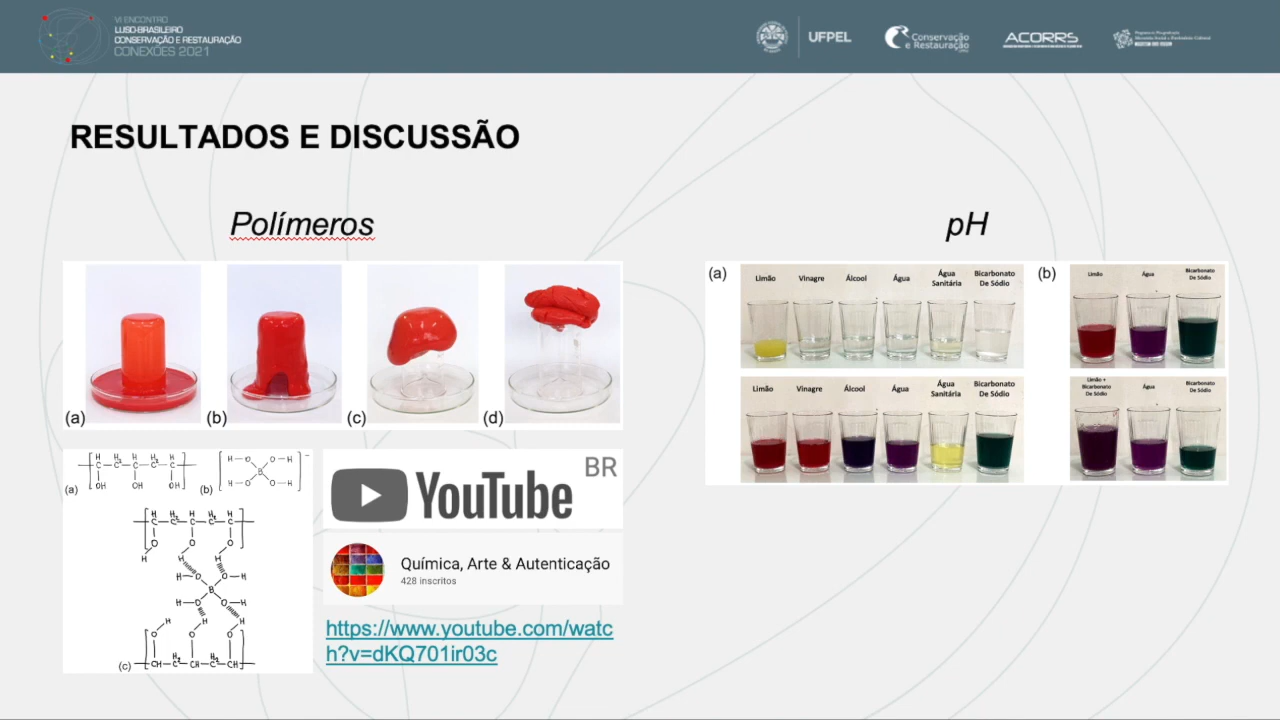 VI ENCONTRO
LUSO-BRASILEIRO
CONSERVAÇÃO E RESTAURAÇÃO
CONEXÕES 2021
UFPEL
Conservação
e Restauração
ACORRS
RESULTADOS E DISCUSSÃO
Polímeros
pH
(a)
(b)
(c)
(d)
(a)
Limão
Vinagre
Álcool
Água
Água
Sanitária
Bicarbonato
De Sódio
Limão
Vinagre
Álcool
Água
Água
Sanitária
Bicarbonato
De Sódio
(b)
Limão
Água
Bicarbonato
De Sódio
Limão +
Bicarbonato
De Sódio
Água
Bicarbonato
De Sódio
(a)
(b)
(c)
YouTube BR
Química, Arte & Autenticação
428 inscritos
https://www.youtube.com/watc
h?v=dKQ701ir03c